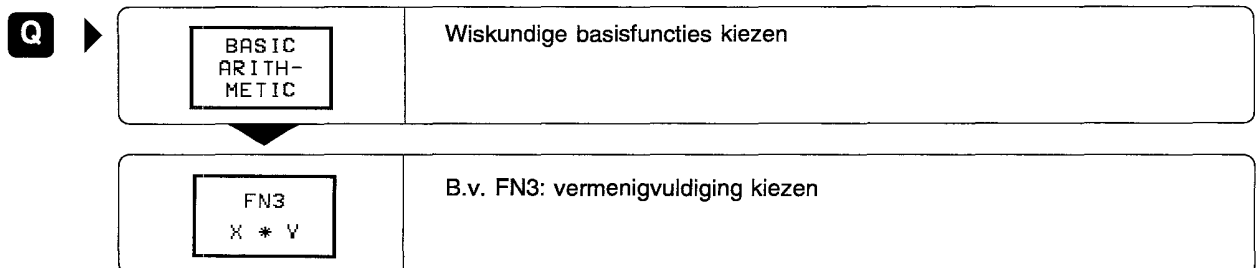 Q
BASIC
ARITH-
METIC
Wiskundige basisfuncties kiezen
FN3
X * Y
B.v. FN3: vermenigvuldiging kiezen